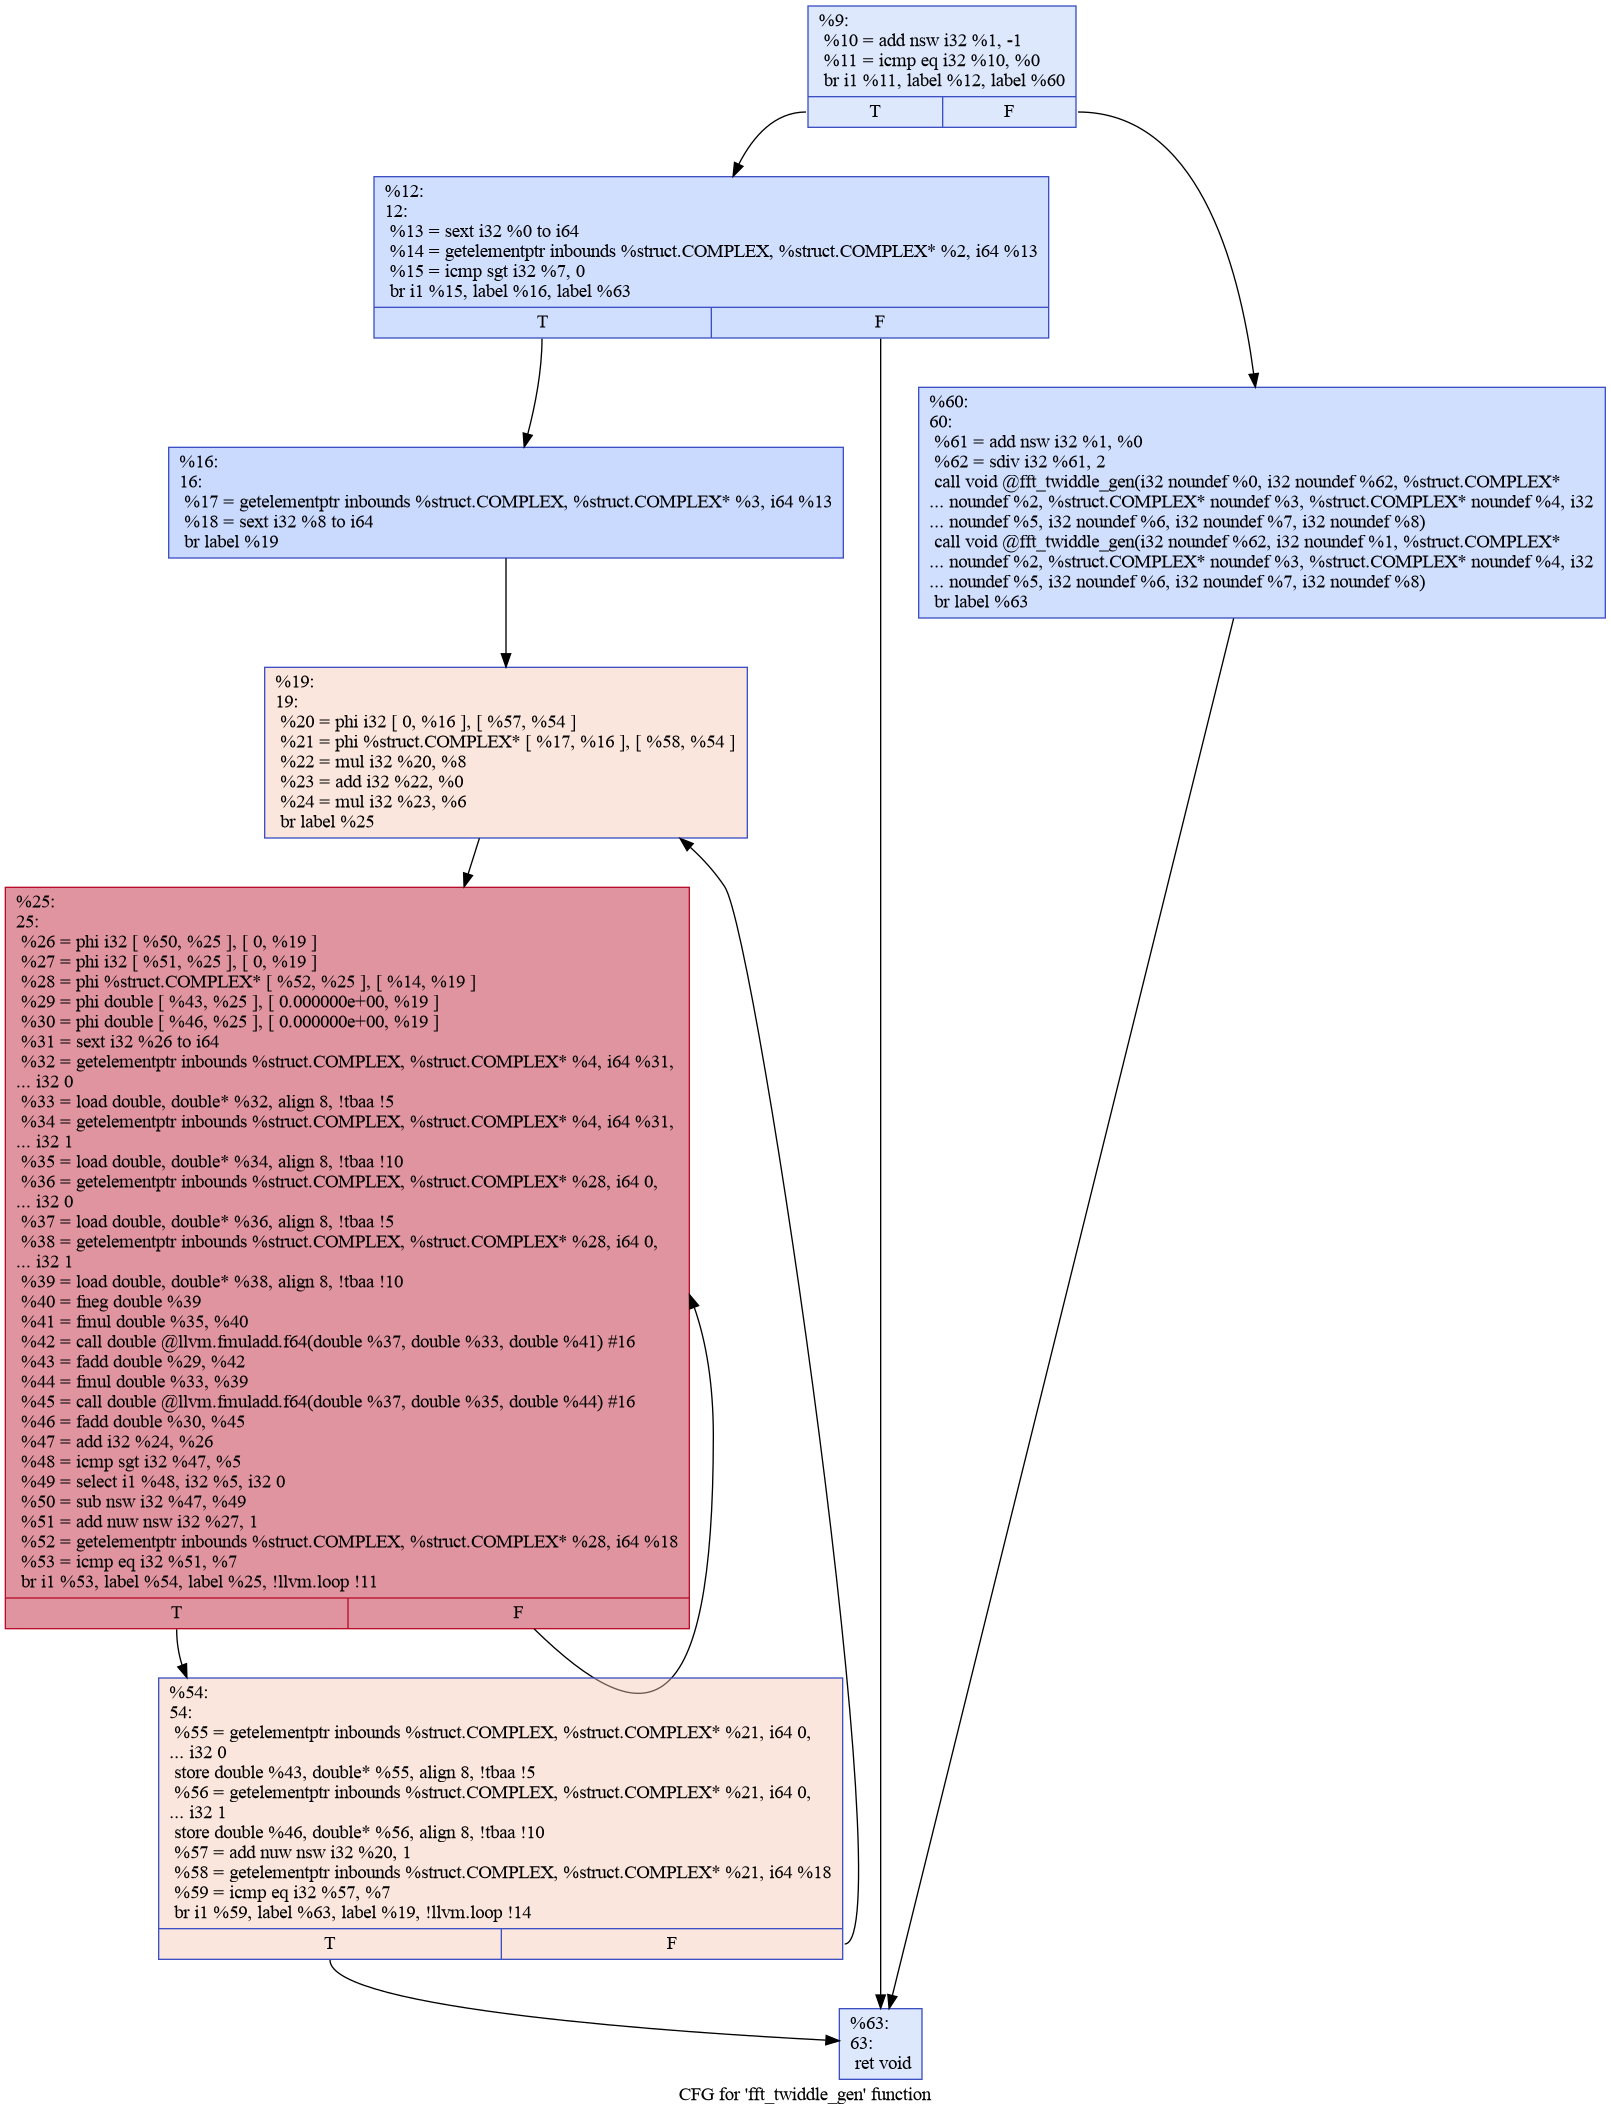 %9:
%10 = add nsw i32 %1, -1
%11 = icmp eq i32 %10, %0
br i1 %11, label %12, label %60
T
F
%12:
12:
%13 = sext i32 %0 to i64
%14 = getelementptr inbounds %struct.COMPLEX, %struct.COMPLEX* %2, i64 %13
%15 = icmp sgt i32 %7, 0
br i1 %15, label %16, label %63
T
F
%60:
60:
%61 = add nsw i32 %1, %0
%62 = sdiv i32 %61, 2
call void @fft_twiddle_gen(i32 noundef %0, i32 noundef %62, %struct.COMPLEX*
... noundef %2, %struct.COMPLEX* noundef %3, %struct.COMPLEX* noundef %4, i32
... noundef %5, i32 noundef %6, i32 noundef %7, i32 noundef %8)
call void @fft_twiddle_gen(i32 noundef %62, i32 noundef %1, %struct.COMPLEX*
... noundef %2, %struct.COMPLEX* noundef %3, %struct.COMPLEX* noundef %4, i32
... noundef %5, i32 noundef %6, i32 noundef %7, i32 noundef %8)
br label %63
%16:
16:
%17 = getelementptr inbounds %struct.COMPLEX, %struct.COMPLEX* %3, i64 %13
%18 = sext i32 %8 to i64
br label %19
%19:
19:
%20 = phi i32 [ 0, %16 ], [ %57, %54 ]
%21 = phi %struct.COMPLEX* [ %17, %16 ], [ %58, %54 ]
%22 = mul i32 %20, %8
%23 = add i32 %22, %0
%24 = mul i32 %23, %6
br label %25
%25:
25:
%26 = phi i32 [ %50, %25 ], [ 0, %19 ]
%27 = phi i32 [ %51, %25 ], [ 0, %19 ]
%28 = phi %struct.COMPLEX* [ %52, %25 ], [ %14, %19 ]
%29 = phi double [ %43, %25 ], [ 0.000000e+00, %19 ]
%30 = phi double [ %46, %25 ], [ 0.000000e+00, %19 ]
%31 = sext i32 %26 to i64
%32 = getelementptr inbounds %struct.COMPLEX, %struct.COMPLEX* %4, i64 %31,
... i32 0
%33 = load double, double* %32, align 8, !tbaa !5
%34 = getelementptr inbounds %struct.COMPLEX, %struct.COMPLEX* %4, i64 %31,
... i32 1
%35 = load double, double* %34, align 8, !tbaa !10
%36 = getelementptr inbounds %struct.COMPLEX, %struct.COMPLEX* %28, i64 0,
... i32 0
%37 = load double, double* %36, align 8, !tbaa !5
%38 = getelementptr inbounds %struct.COMPLEX, %struct.COMPLEX* %28, i64 0,
... i32 1
%39 = load double, double* %38, align 8, !tbaa !10
%40 = fneg double %39
%41 = fmul double %35, %40
%42 = call double @llvm.fmuladd.f64(double %37, double %33, double %41) #16
%43 = fadd double %29, %42
%44 = fmul double %33, %39
%45 = call double @llvm.fmuladd.f64(double %37, double %35, double %44) #16
%46 = fadd double %30, %45
%47 = add i32 %24, %26
%48 = icmp sgt i32 %47, %5
%49 = select i1 %48, i32 %5, i32 0
%50 = sub nsw i32 %47, %49
%51 = add nuw nsw i32 %27, 1
%52 = getelementptr inbounds %struct.COMPLEX, %struct.COMPLEX* %28, i64 %18
%53 = icmp eq i32 %51, %7
br i1 %53, label %54, label %25, !llvm.loop !11
T
F
%54:
54:
%55 = getelementptr inbounds %struct.COMPLEX, %struct.COMPLEX* %21, i64 0,
... i32 0
store double %43, double* %55, align 8, !tbaa !5
%56 = getelementptr inbounds %struct.COMPLEX, %struct.COMPLEX* %21, i64 0,
... i32 1
store double %46, double* %56, align 8, !tbaa !10
%57 = add nuw nsw i32 %20, 1
%58 = getelementptr inbounds %struct.COMPLEX, %struct.COMPLEX* %21, i64 %18
%59 = icmp eq i32 %57, %7
br i1 %59, label %63, label %19, !llvm.loop !14
T
F
%63:
63:
ret void
CFG for 'fft_twiddle_gen' function